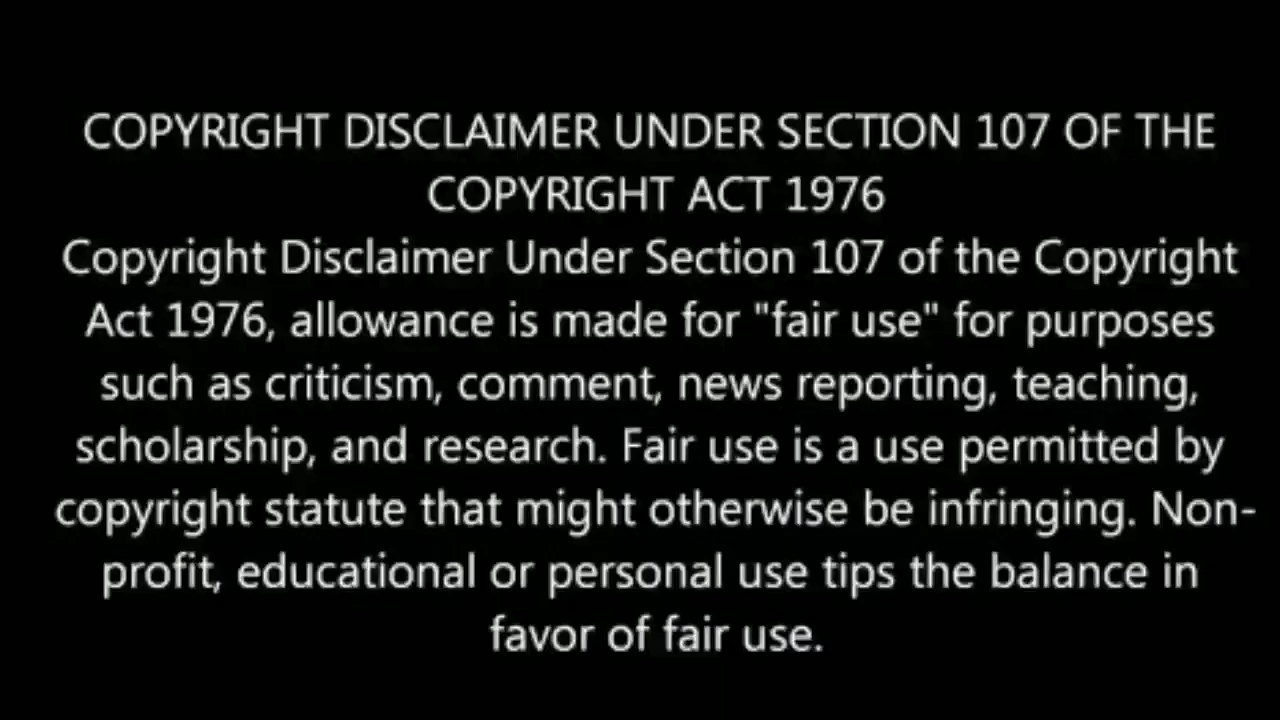 COPYRIGHT DISCLAIMER UNDER SECTION 107 OF THE
COPYRIGHT ACT 1976
Copyright Disclaimer Under Section 107 of the Copyright
Act 1976, allowance is made for "fair use" for purposes
such as criticism, comment, news reporting, teaching,
scholarship, and research. Fair use is a use permitted by
copyright statute that might otherwise be infringing. Non-
profit, educational or personal use tips the balance in
favor of fair use.